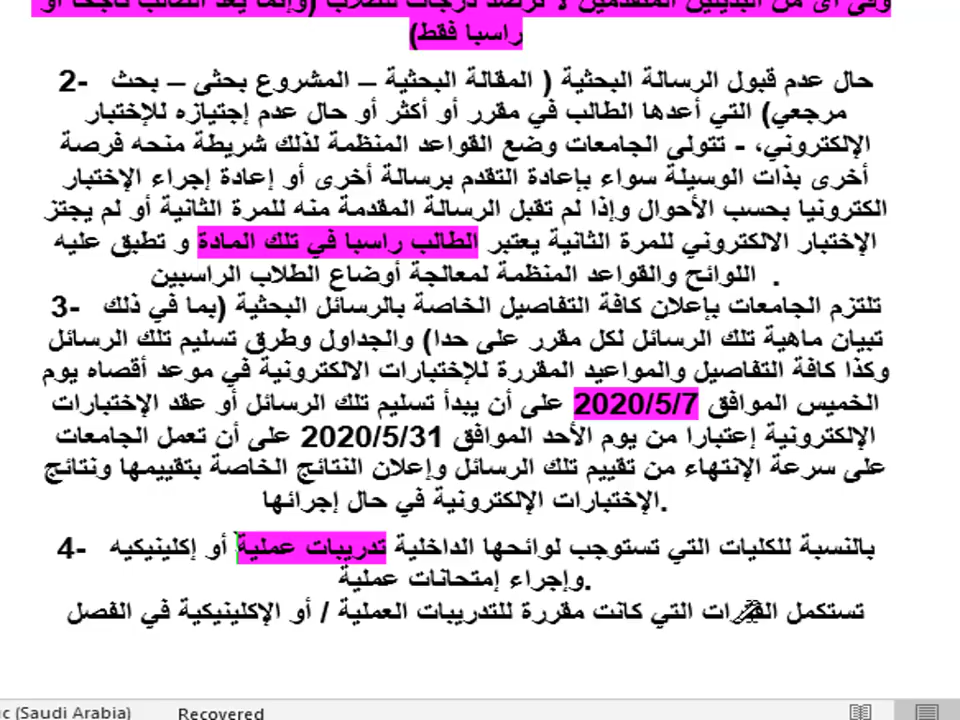 وفى أى من البديلين المتقدمين لا ترصد درجات للطلاب (وإنما يعد الطالب ناجحا أو
راسبا فقط)
2- حال عدم قبول الرسالة البحثية ( المقالة البحثية – المشروع بحثى – بحث
مرجعي) التي أعدها الطالب في مقرر أو أكثر أو حال عدم إجتيازه للإختبار
الإلكتروني، - تتولى الجامعات وضع القواعد المنظمة لذلك شريطة منحه فرصة
أخرى بذات الوسيلة سواء بإعادة التقدم برسالة أخرى أو إعادة إجراء الإختبار
الكترونيا بحسب الأحوال وإذا لم تقبل الرسالة المقدمة منه للمرة الثانية أو لم يجتز
الإختبار الالكتروني للمرة الثانية يعتبر الطالب راسبا في تلك المادة و تطبق عليه
اللوائح والقواعد المنظمة لمعالجة أوضاع الطلاب الراسبين .
3- تلتزم الجامعات بإعلان كافة التفاصيل الخاصة بالرسائل البحثية (بما في ذلك
تبيان ماهية تلك الرسائل لكل مقرر على حدا) والجداول وطرق تسليم تلك الرسائل
وكذا كافة التفاصيل والمواعيد المقررة للإختبارات الالكترونية في موعد أقصاه يوم
الخميس الموافق 2020/5/7 على أن يبدأ تسليم تلك الرسائل أو عقد الإختبارات
الإلكترونية إعتبارا من يوم الأحد الموافق 2020/5/31 على أن تعمل الجامعات
على سرعة الإنتهاء من تقييم تلك الرسائل وإعلان النتائج الخاصة بتقييمها ونتائج
الإختبارات الإلكترونية في حال إجرائها.
4- بالنسبة للكليات التي تستوجب لوائحها الداخلية تدريبات عملية أو إكلينيكيه
وإجراء إمتحانات عملية.
تستكمل التي كانت مقررة للتدريبات العملية / أو الإكلينيكية في الفصل
(Saudi Arabia) Recovered